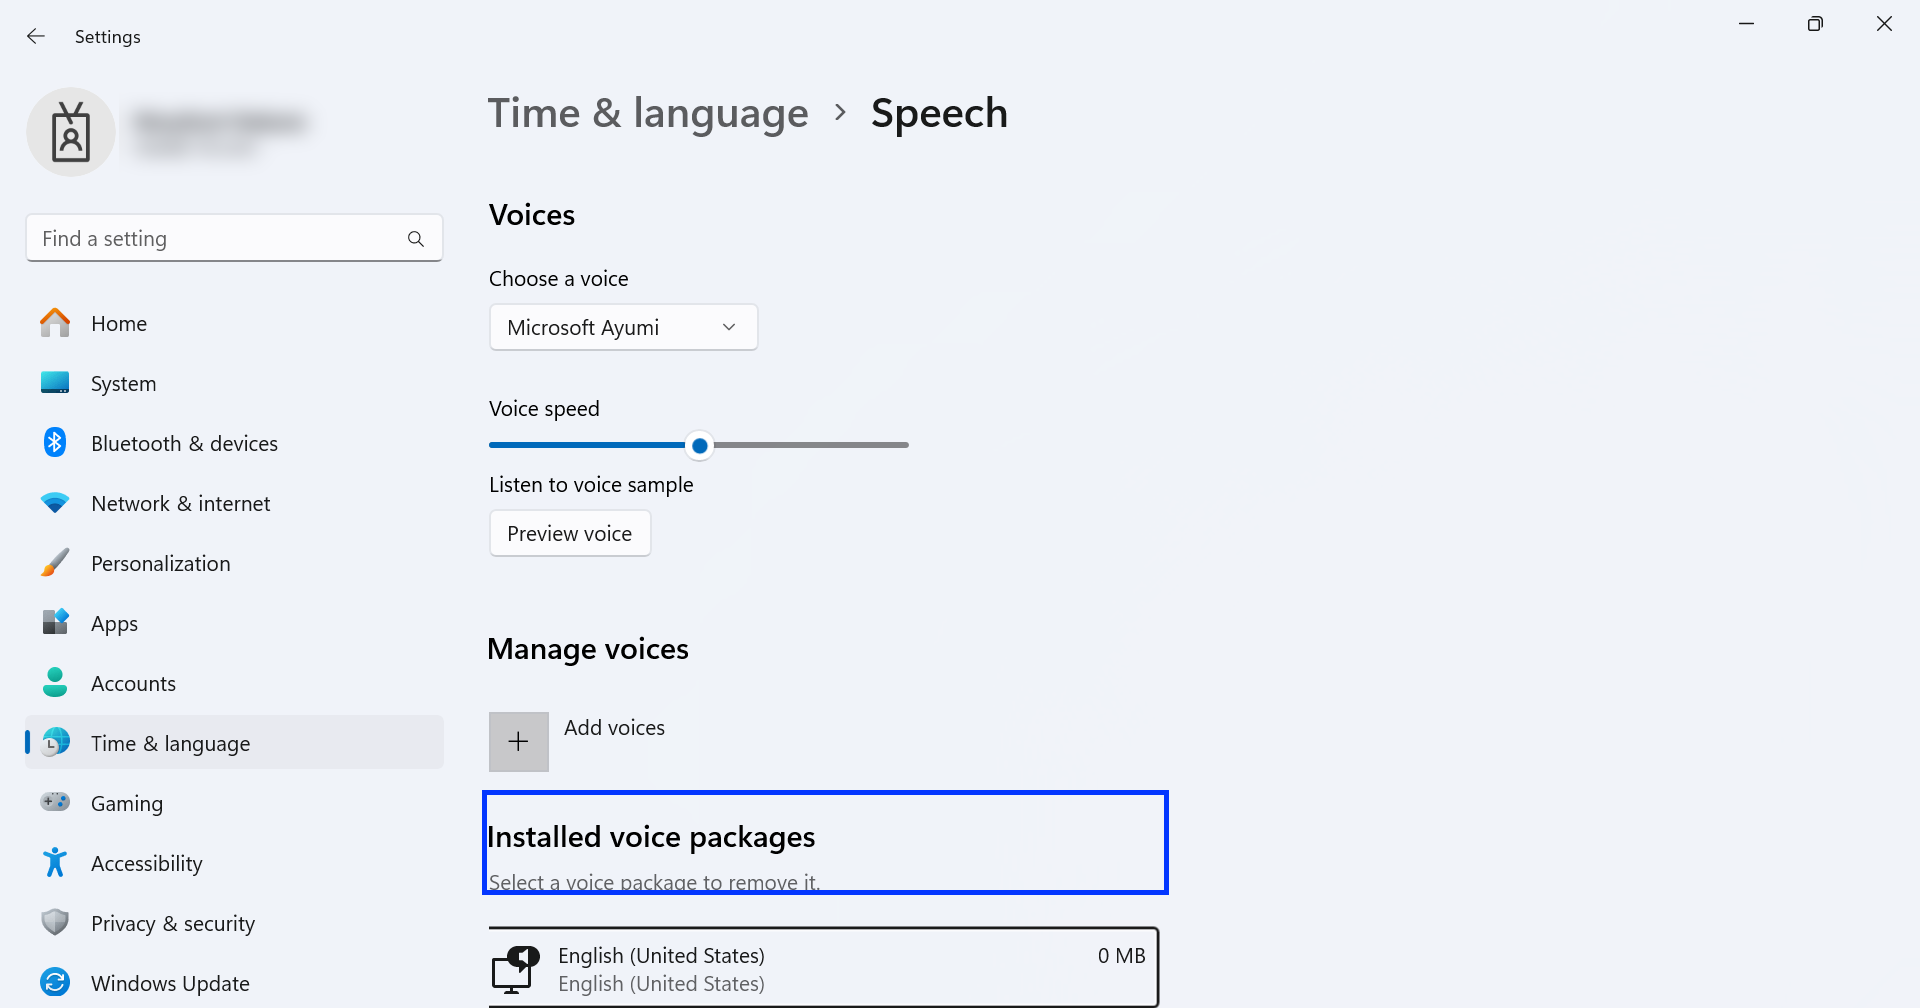 Settings
Time & language > Speech
Find a setting
Home
System
Bluetooth & devices
Network & internet
Personalization
Apps
Accounts
Time & language
Gaming
Accessibility
Privacy & security
Windows Update
Voices
Choose a voice
Microsoft Ayumi
Voice speed
Listen to voice sample
Preview voice
Manage voices
Add voices
Installed voice packages
Select a voice package to remove it.
English (United States) 0 MB
English (United States)